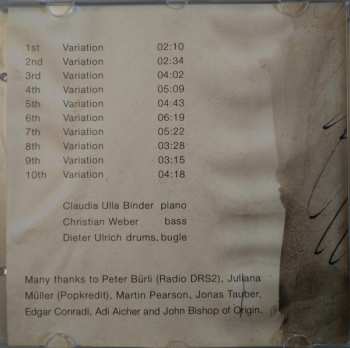 1st Variation 02:10
2nd Variation 02:34
3rd Variation 04:02
4th Variation 05:09
5th Variation 04:43
6th Variation 06:19
7th Variation 05:22
8th Variation 03:28
9th Variation 03:15
10th Variation 04:18
Claudia Ulla Binder piano
Christian Weber bass
Dieter Ulrich drums, bugle
Many thanks to Peter Bürli (Radio DRS2), Juliana
Müller (Popkredit), Martin Pearson, Jonas Tauber,
Edgar Conradi, Adi Aicher and John Bishop of Origin.